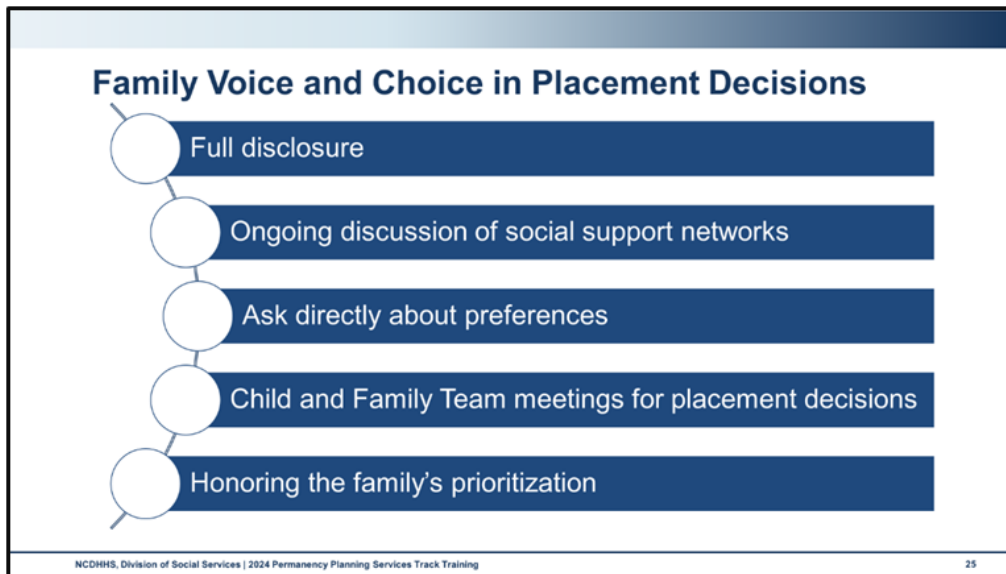 Family Voice and Choice in Placement Decisions
Full disclosure
Ongoing discussion of social support networks
Ask directly about preferences
Child and Family Team meetings for placement decisions
Honoring the family's prioritization
NCDHHS, Division of Social Services | 2024 Permanency Planning Services Track Training
25